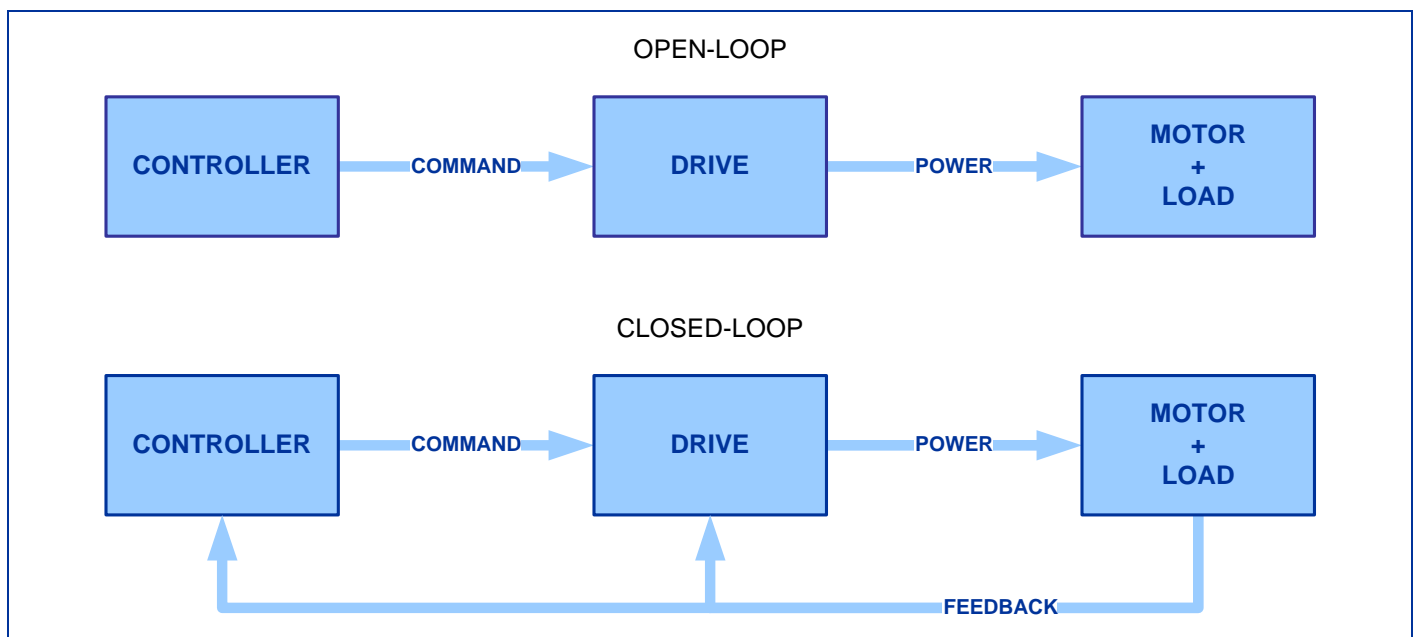 OPEN-LOOP
CONTROLLER
COMMAND
DRIVE
POWER
MOTOR
+
LOAD
CLOSED-LOOP
CONTROLLER
COMMAND
DRIVE
POWER
MOTOR
+
LOAD
FEEDBACK